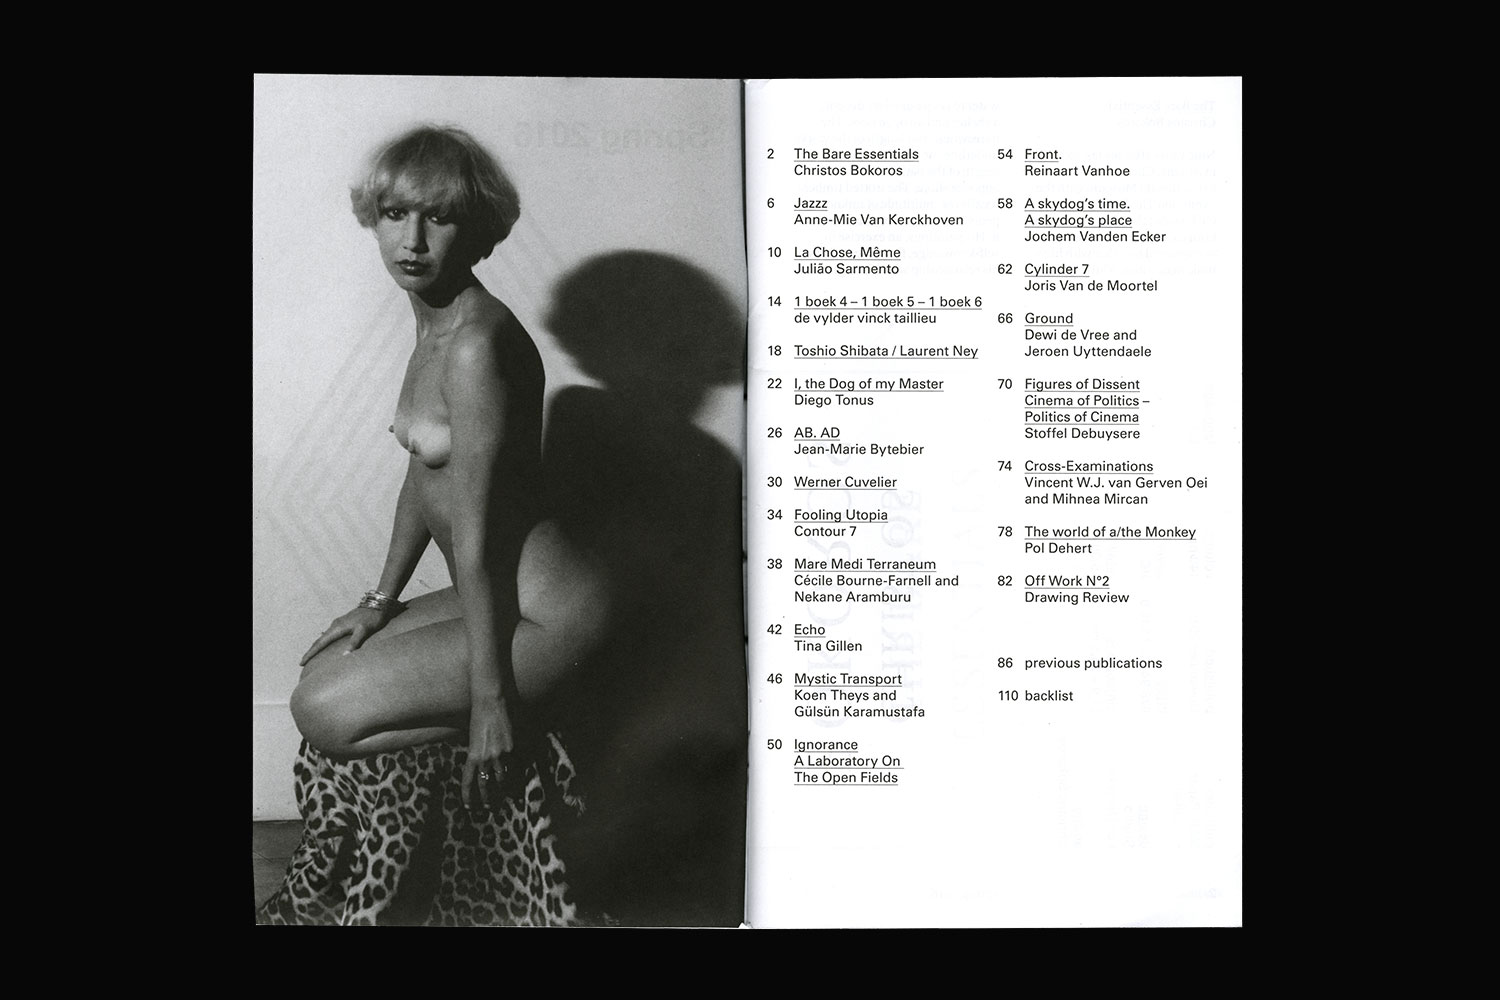 2 The Bare Essentials
Christos Bokoros
6 Jazzz
Anne-Mie Van Kerckhoven
10 La Chose, Même
Julião Sarmento
14 1 boek 4 – 1 boek 5 – 1 boek 6
de vylder vinck taillieu
18 Toshio Shibata / Laurent Ney
22 I, the Dog of my Master
Diego Tonus
26 AB. AD
Jean-Marie Bytebier
30 Werner Cuvelier
34 Fooling Utopia
Contour 7
38 Mare Medi Terraneum
Cécile Bourne-Farnell and
Nekane Aramburu
42 Echo
Tina Gillen
46 Mystic Transport
Koen Theys and
Gülsün Karamustafa
50 Ignorance
A Laboratory On
The Open Fields
54 Front.
Reinaart Vanhoe
58 A skydog’s time.
A skydog’s place
Jochem Vanden Ecker
62 Cylinder 7
Joris Van de Moortel
66 Ground
Dewi de Vree and
Jeroen Uyttendaele
70 Figures of Dissent
Cinema of Politics –
Politics of Cinema
Stoffel Debuysere
74 Cross-Examinations
Vincent W.J. van Gerven Oei
and Mihnea Mircan
78 The world of a/the Monkey
Pol Dehert
82 Off Work N°2
Drawing Review
86 previous publications
110 backlist